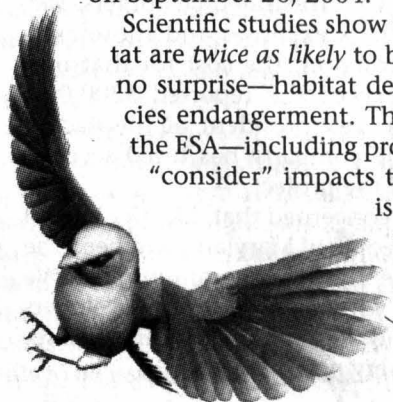 on September 20, 2004.
Scientific studies show
tat are twice as likely to b
no surprise—habitat de
cies endangerment. Th
the ESA—including pro
"consider" impacts t
is